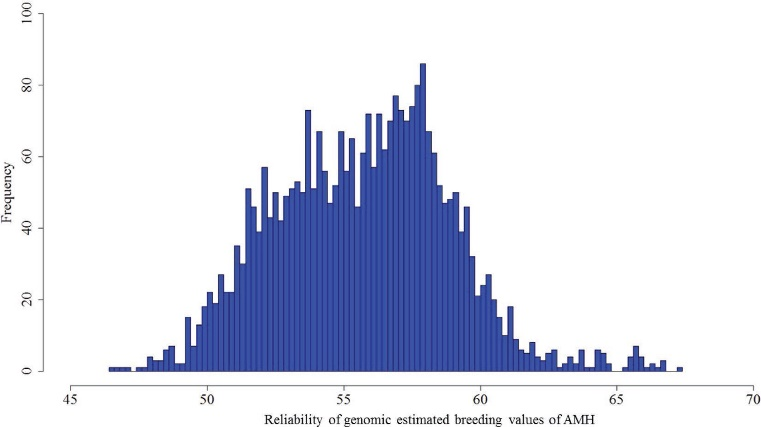 100
80
60
40
20
0
Frequency
45 50 55 60 65 70
Reliability of genomic estimated breeding values of AMH